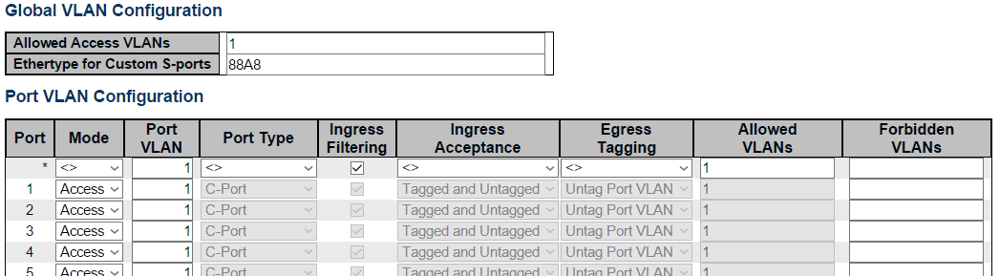 Global VLAN Configuration
Allowed Access VLANs 1
Ethertype for Custom S-ports 88A8
Port VLAN Configuration
Port Mode Port VLAN Port Type Ingress Filtering Ingress Acceptance Egress Tagging Allowed VLANs Forbidden VLANs
* <> 1 <> <> <> 1
1 Access 1 C-Port Tagged and Untagged Untag Port VLAN 1
2 Access 1 C-Port Tagged and Untagged Untag Port VLAN 1
3 Access 1 C-Port Tagged and Untagged Untag Port VLAN 1
4 Access 1 C-Port Tagged and Untagged Untag Port VLAN 1
5 Access 1 C-Port Tagged and Untagged Untag Port VLAN 1